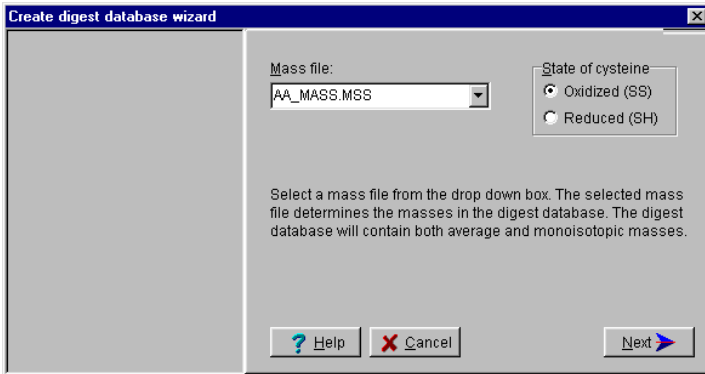 Create digest database wizard
Mass file:
AA_MASS.MSS
State of cysteine
Oxidized (SS)
Reduced (SH)
Select a mass file from the drop down box. The selected mass
file determines the masses in the digest database. The digest
database will contain both average and monoisotopic masses.
? Help
Cancel
Next